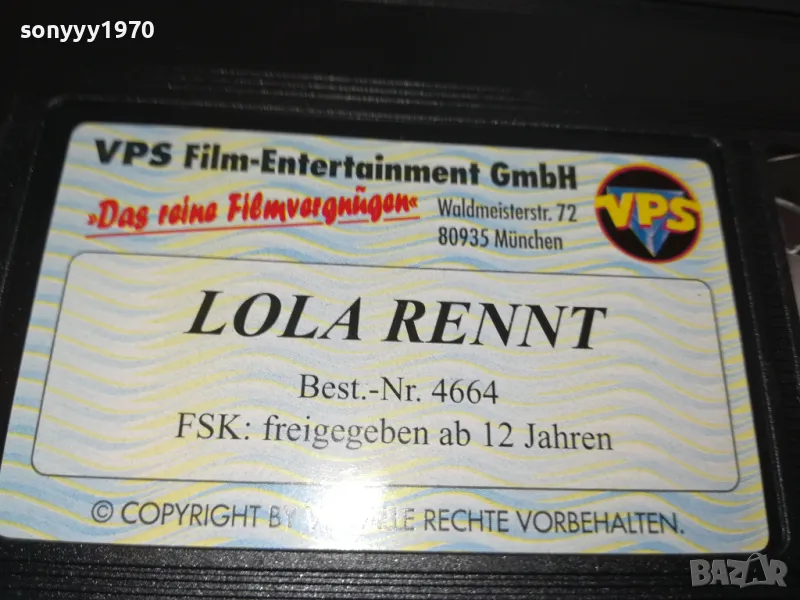 sonyyy1970
VPS Film-Entertainment GmbH
»Das reine Filmvergnügen«
Waldmeisterstr. 72
80935 München
VPS
LOLA RENNT
Best.-Nr. 4664
FSK: freigegeben ab 12 Jahren
© COPYRIGHT BY RECHTE VORBEHALTEN.
BAZAR